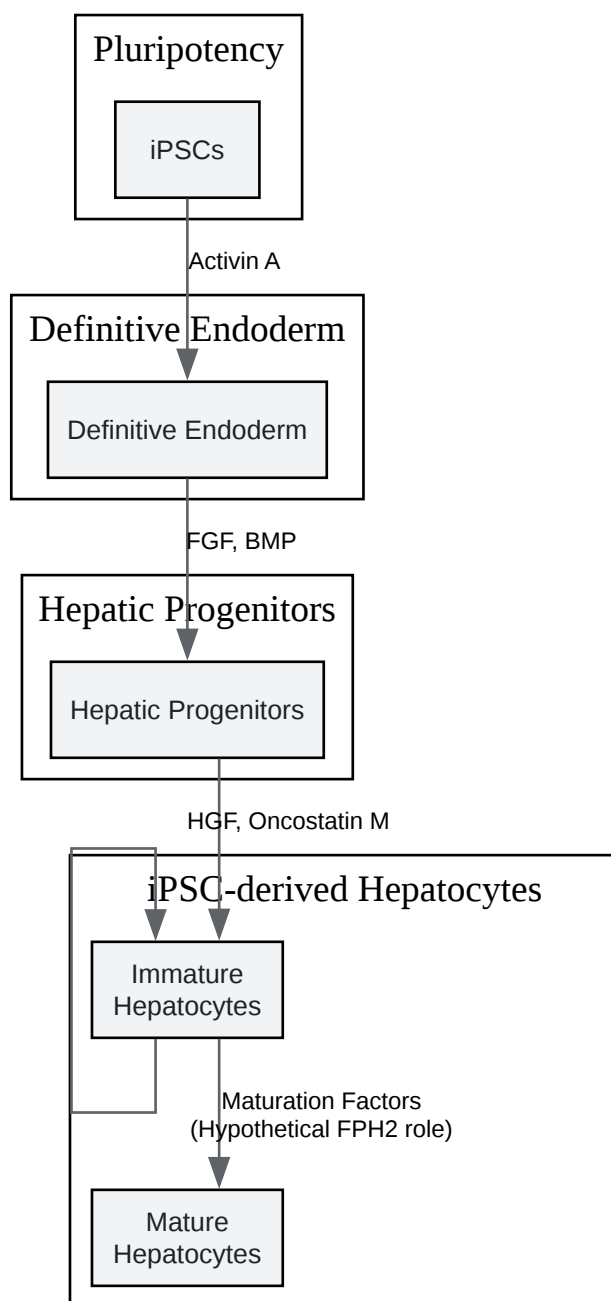 Pluripotency
iPSCs
Activin A
Definitive Endoderm
Definitive Endoderm
FGF, BMP
Hepatic Progenitors
Hepatic Progenitors
HGF, Oncostatin M
iPSC-derived Hepatocytes
Immature
Hepatocytes
Maturation Factors
(Hypothetical FPH2 role)
Mature
Hepatocytes